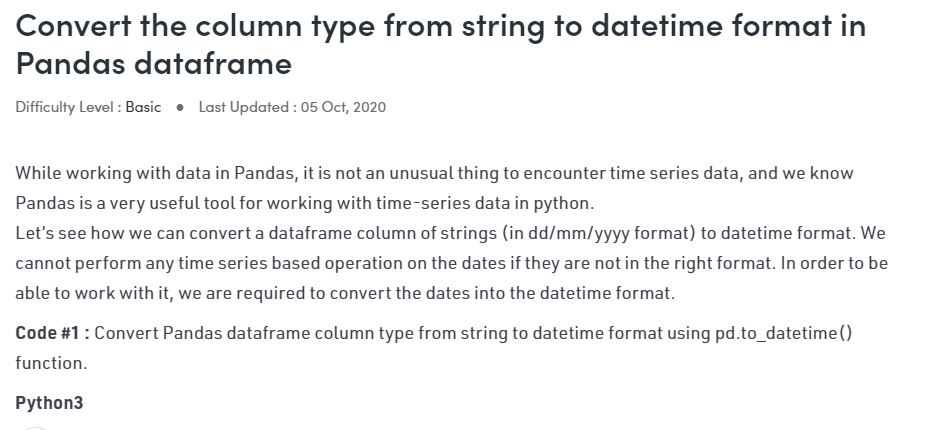 Convert the column type from string to datetime format in
Pandas dataframe
Difficulty Level : Basic ● Last Updated : 05 Oct, 2020
While working with data in Pandas, it is not an unusual thing to encounter time series data, and we know
Pandas is a very useful tool for working with time-series data in python.
Let’s see how we can convert a dataframe column of strings (in dd/mm/yyyy format) to datetime format. We
cannot perform any time series based operation on the dates if they are not in the right format. In order to be
able to work with it, we are required to convert the dates into the datetime format.
Code #1 : Convert Pandas dataframe column type from string to datetime format using pd.to_datetime()
function.
Python3